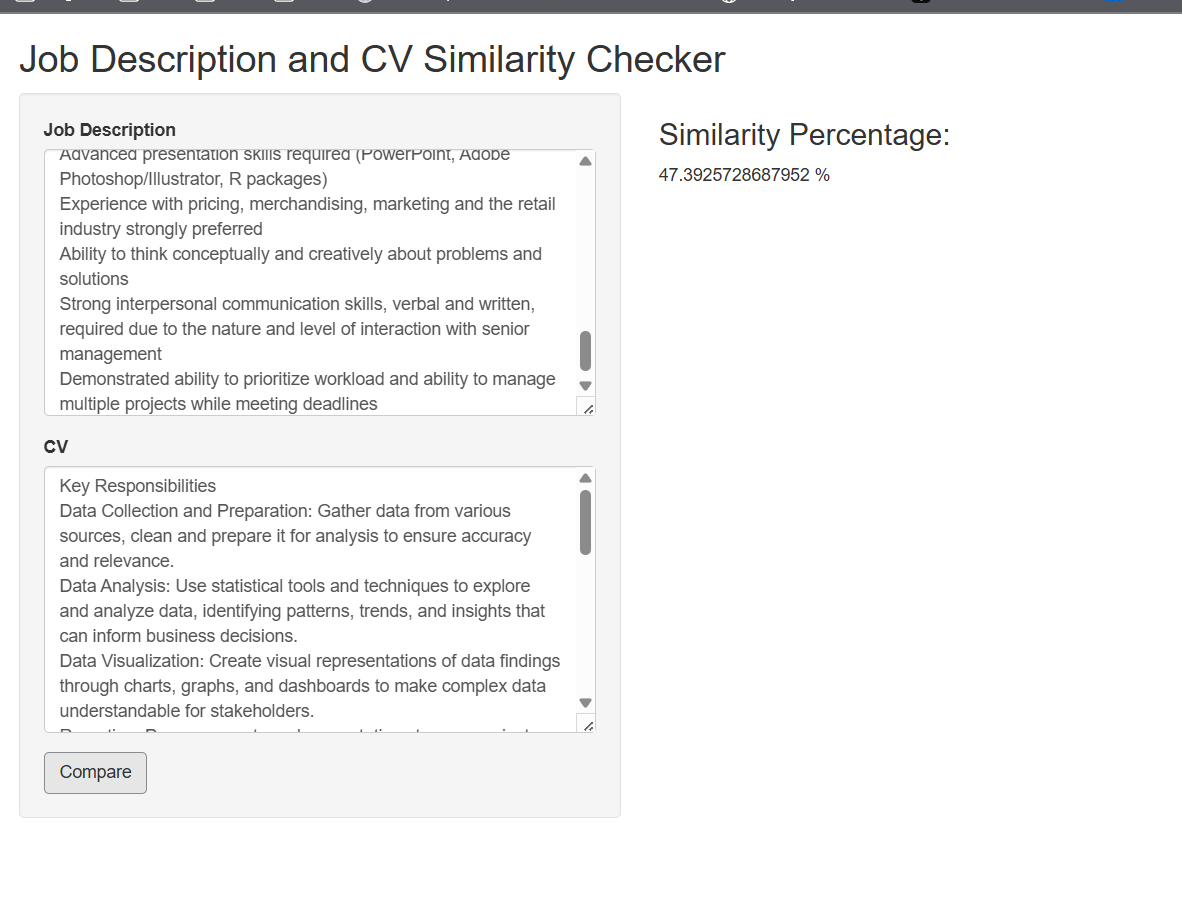 Job Description and CV Similarity Checker
Job Description
Advanced presentation skills required (PowerPoint, Adobe
Photoshop/Illustrator, R packages)
Experience with pricing, merchandising, marketing and the retail
industry strongly preferred
Ability to think conceptually and creatively about problems and
solutions
Strong interpersonal communication skills, verbal and written,
required due to the nature and level of interaction with senior
management
Demonstrated ability to prioritize workload and ability to manage
multiple projects while meeting deadlines
CV
Key Responsibilities
Data Collection and Preparation: Gather data from various
sources, clean and prepare it for analysis to ensure accuracy
and relevance.
Data Analysis: Use statistical tools and techniques to explore
and analyze data, identifying patterns, trends, and insights that
can inform business decisions.
Data Visualization: Create visual representations of data findings
through charts, graphs, and dashboards to make complex data
understandable for stakeholders.
Compare
Similarity Percentage:
47.3925728687952 %